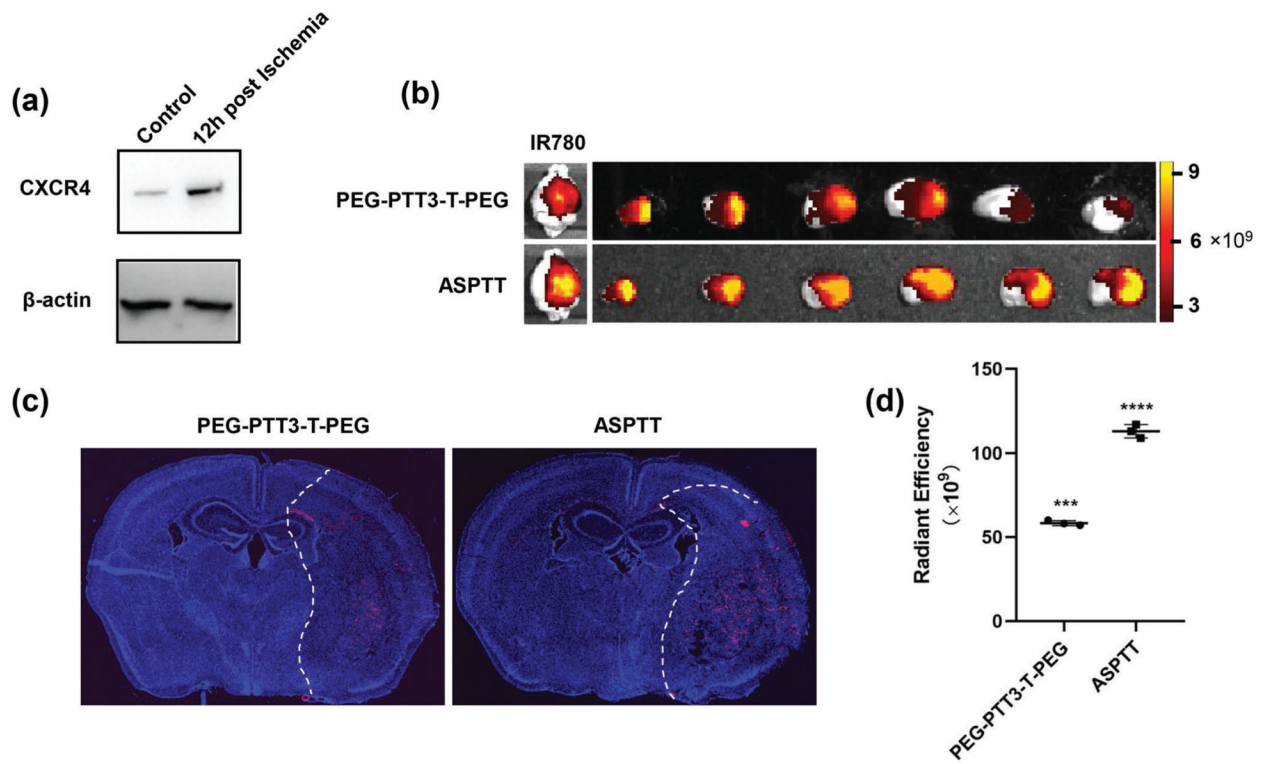 (a)
Control
12h post Ischemia
CXCR4
β-actin
(b)
IR780
PEG-PTT3-T-PEG
ASPTT
9
6 ×10⁹
3
(c)
PEG-PTT3-T-PEG
ASPTT
(d)
Radiant Efficiency
(×10⁹)
150
100
50
0
***
****
PEG-PTT3-T-PEG
ASPTT